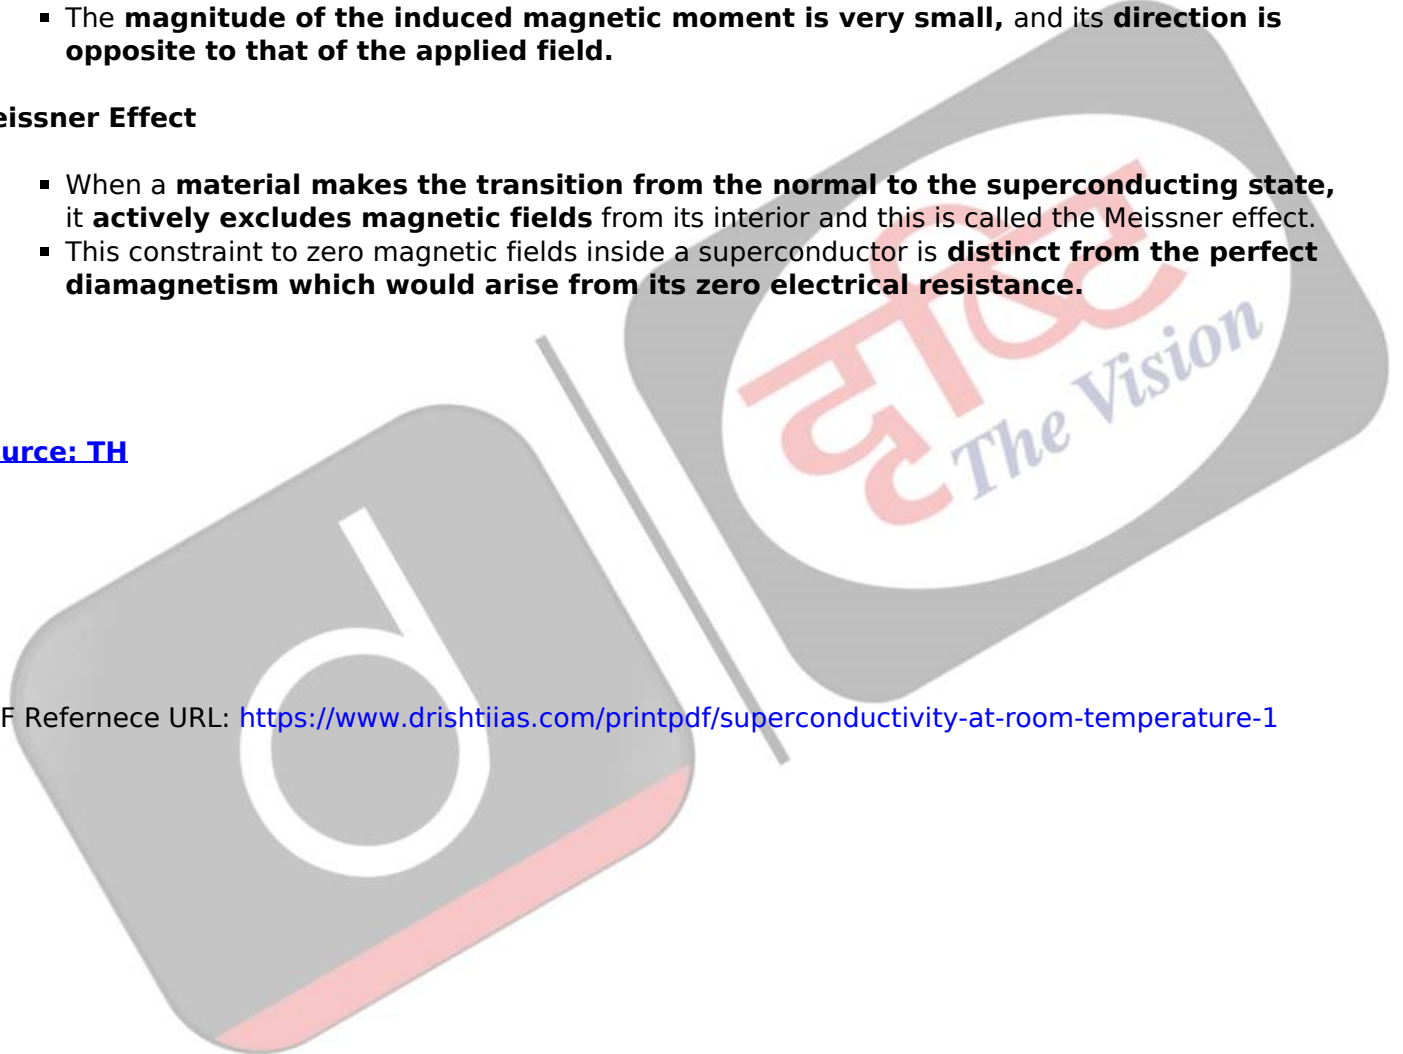 ▪ The magnitude of the induced magnetic moment is very small, and its direction is
opposite to that of the applied field.
eissner Effect
▪ When a material makes the transition from the normal to the superconducting state,
it actively excludes magnetic fields from its interior and this is called the Meissner effect.
▪ This constraint to zero magnetic fields inside a superconductor is distinct from the perfect
diamagnetism which would arise from its zero electrical resistance.
दृष्टि
The Vision
urce: TH
d
F Refernece URL: https://www.drishtiias.com/printpdf/superconductivity-at-room-temperature-1